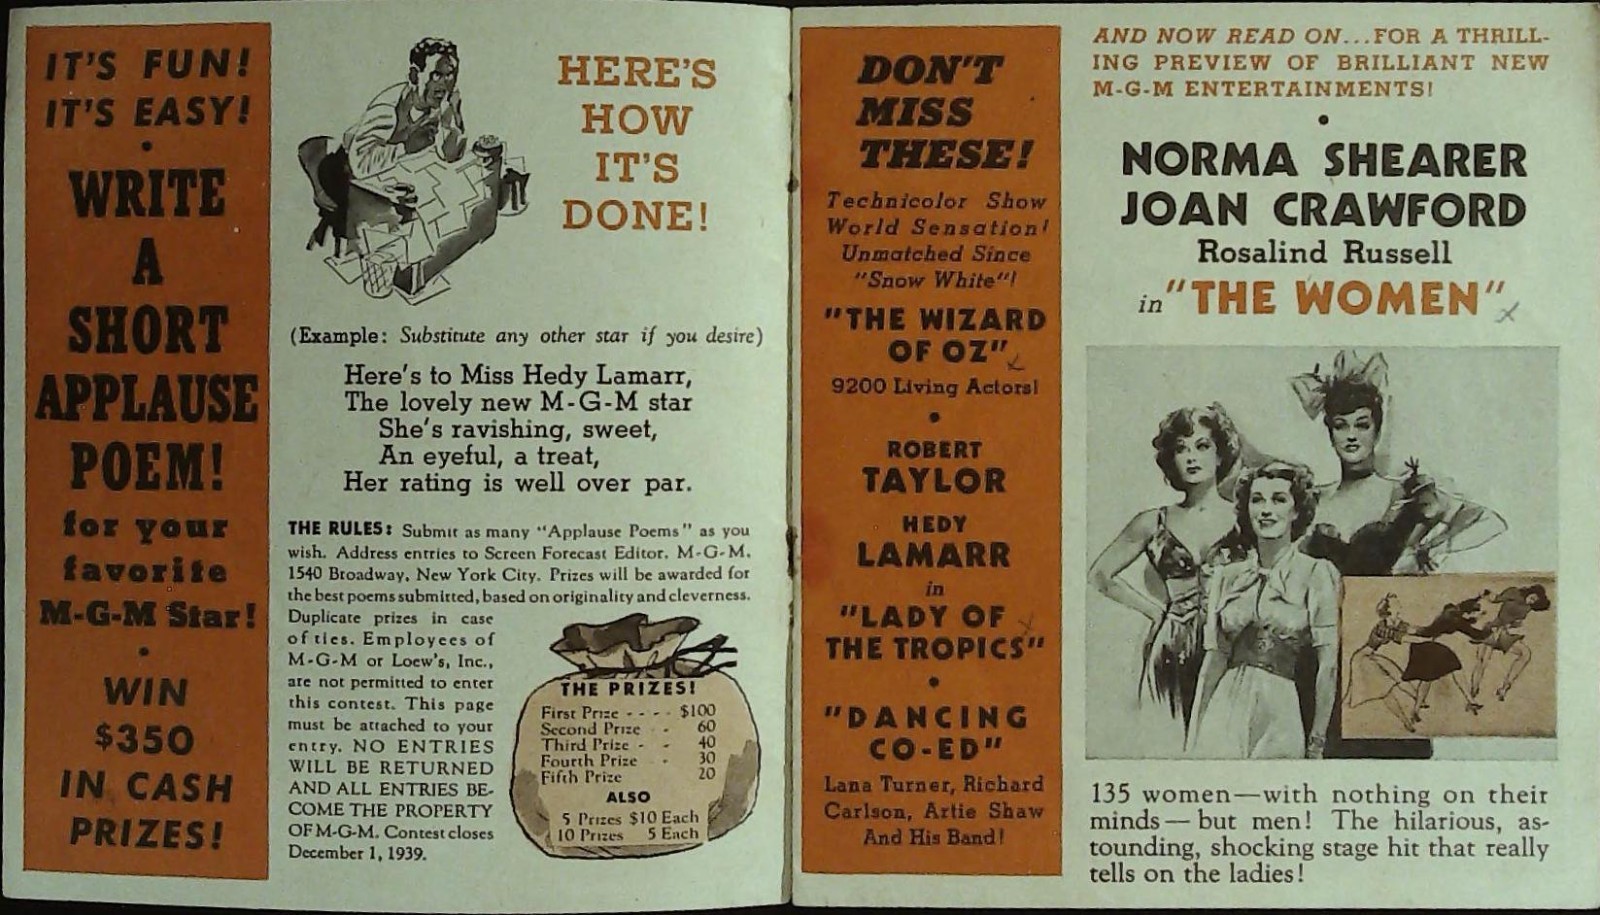 IT'S FUN!
IT'S EASY!
•
WRITE
A
SHORT
APPLAUSE
POEM!
for your
favorite
M-G-M Star!
•
WIN
$350
IN CASH
PRIZES!
HERE'S
HOW
IT'S
DONE!
(Example: Substitute any other star if you desire)
Here's to Miss Hedy Lamarr,
The lovely new M-G-M star
She's ravishing, sweet,
An eyeful, a treat,
Her rating is well over par.
THE RULES: Submit as many "Applause Poems" as you
wish. Address entries to Screen Forecast Editor, M-G-M,
1540 Broadway, New York City. Prizes will be awarded for
the best poems submitted, based on originality and cleverness.
Duplicate prizes in case
of ties. Employees of
M-G-M or Loew's, Inc.,
are not permitted to enter
this contest. This page
must be attached to your
entry. NO ENTRIES
WILL BE RETURNED
AND ALL ENTRIES BE-
COME THE PROPERTY
OF M-G-M. Contest closes
December 1, 1939.
THE PRIZES!
First Prize - - - - $100
Second Prize - - 60
Third Prize - - 40
Fourth Prize - 30
Fifth Prize 20
ALSO
5 Prizes $10 Each
10 Prizes 5 Each
DON'T
MISS
THESE!
Technicolor Show
World Sensation!
Unmatched Since
"Snow White"!
"THE WIZARD
OF OZ"
9200 Living Actors!
•
ROBERT
TAYLOR
HEDY
LAMARR
in
"LADY OF
THE TROPICS"
•
"DANCING
CO-ED"
Lana Turner, Richard
Carlson, Artie Shaw
And His Band!
AND NOW READ ON...FOR A THRILL-
ING PREVIEW OF BRILLIANT NEW
M-G-M ENTERTAINMENTS!
•
NORMA SHEARER
JOAN CRAWFORD
Rosalind Russell
in "THE WOMEN" x
135 women—with nothing on their
minds—but men! The hilarious, as-
tounding, shocking stage hit that really
tells on the ladies!